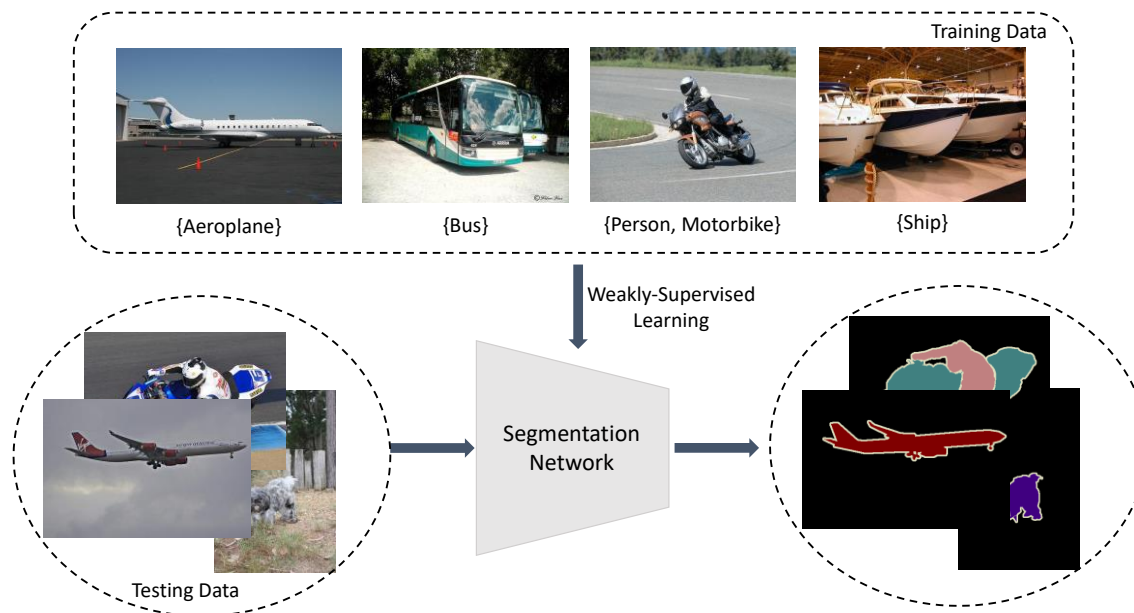 Training Data
{Aeroplane}
{Bus}
{Person, Motorbike}
{Ship}
Weakly-Supervised
Learning
Segmentation
Network
Testing Data